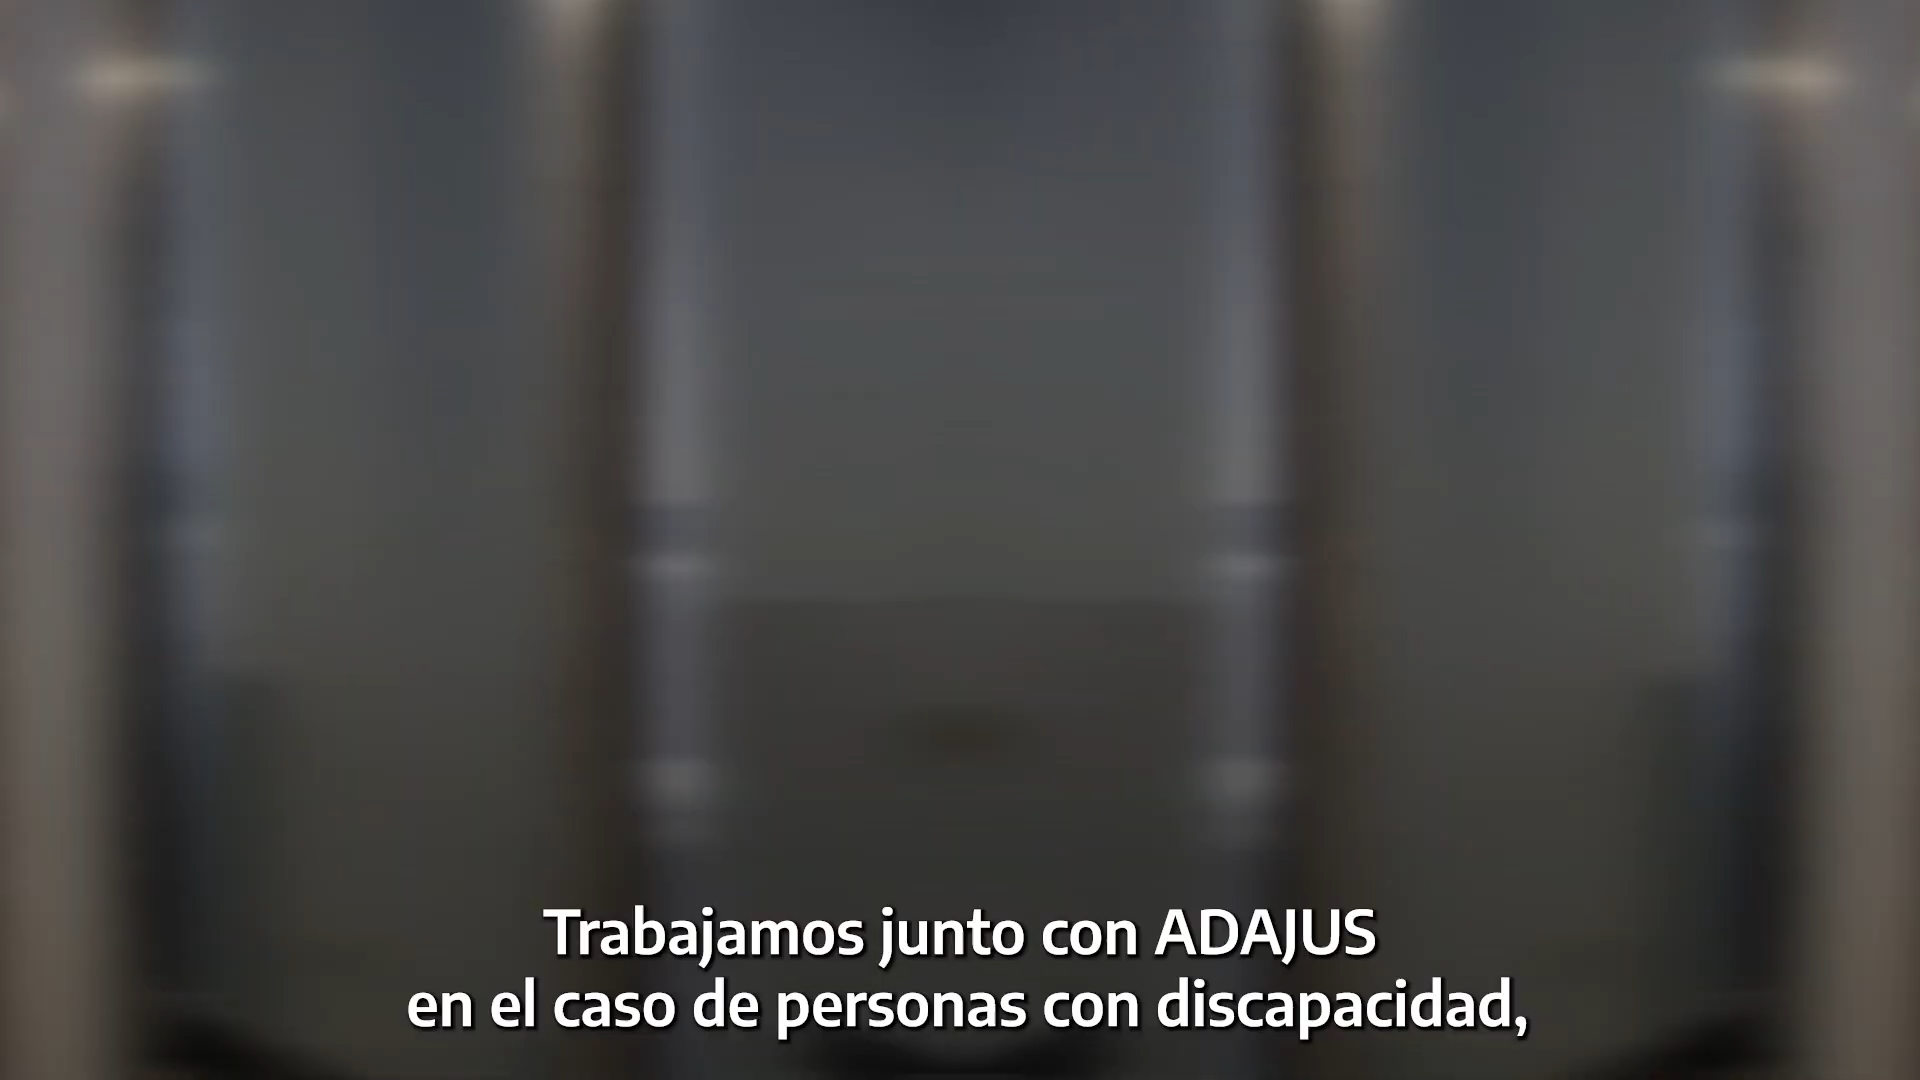 Trabajamos junto con ADAJUS
en el caso de personas con discapacidad,